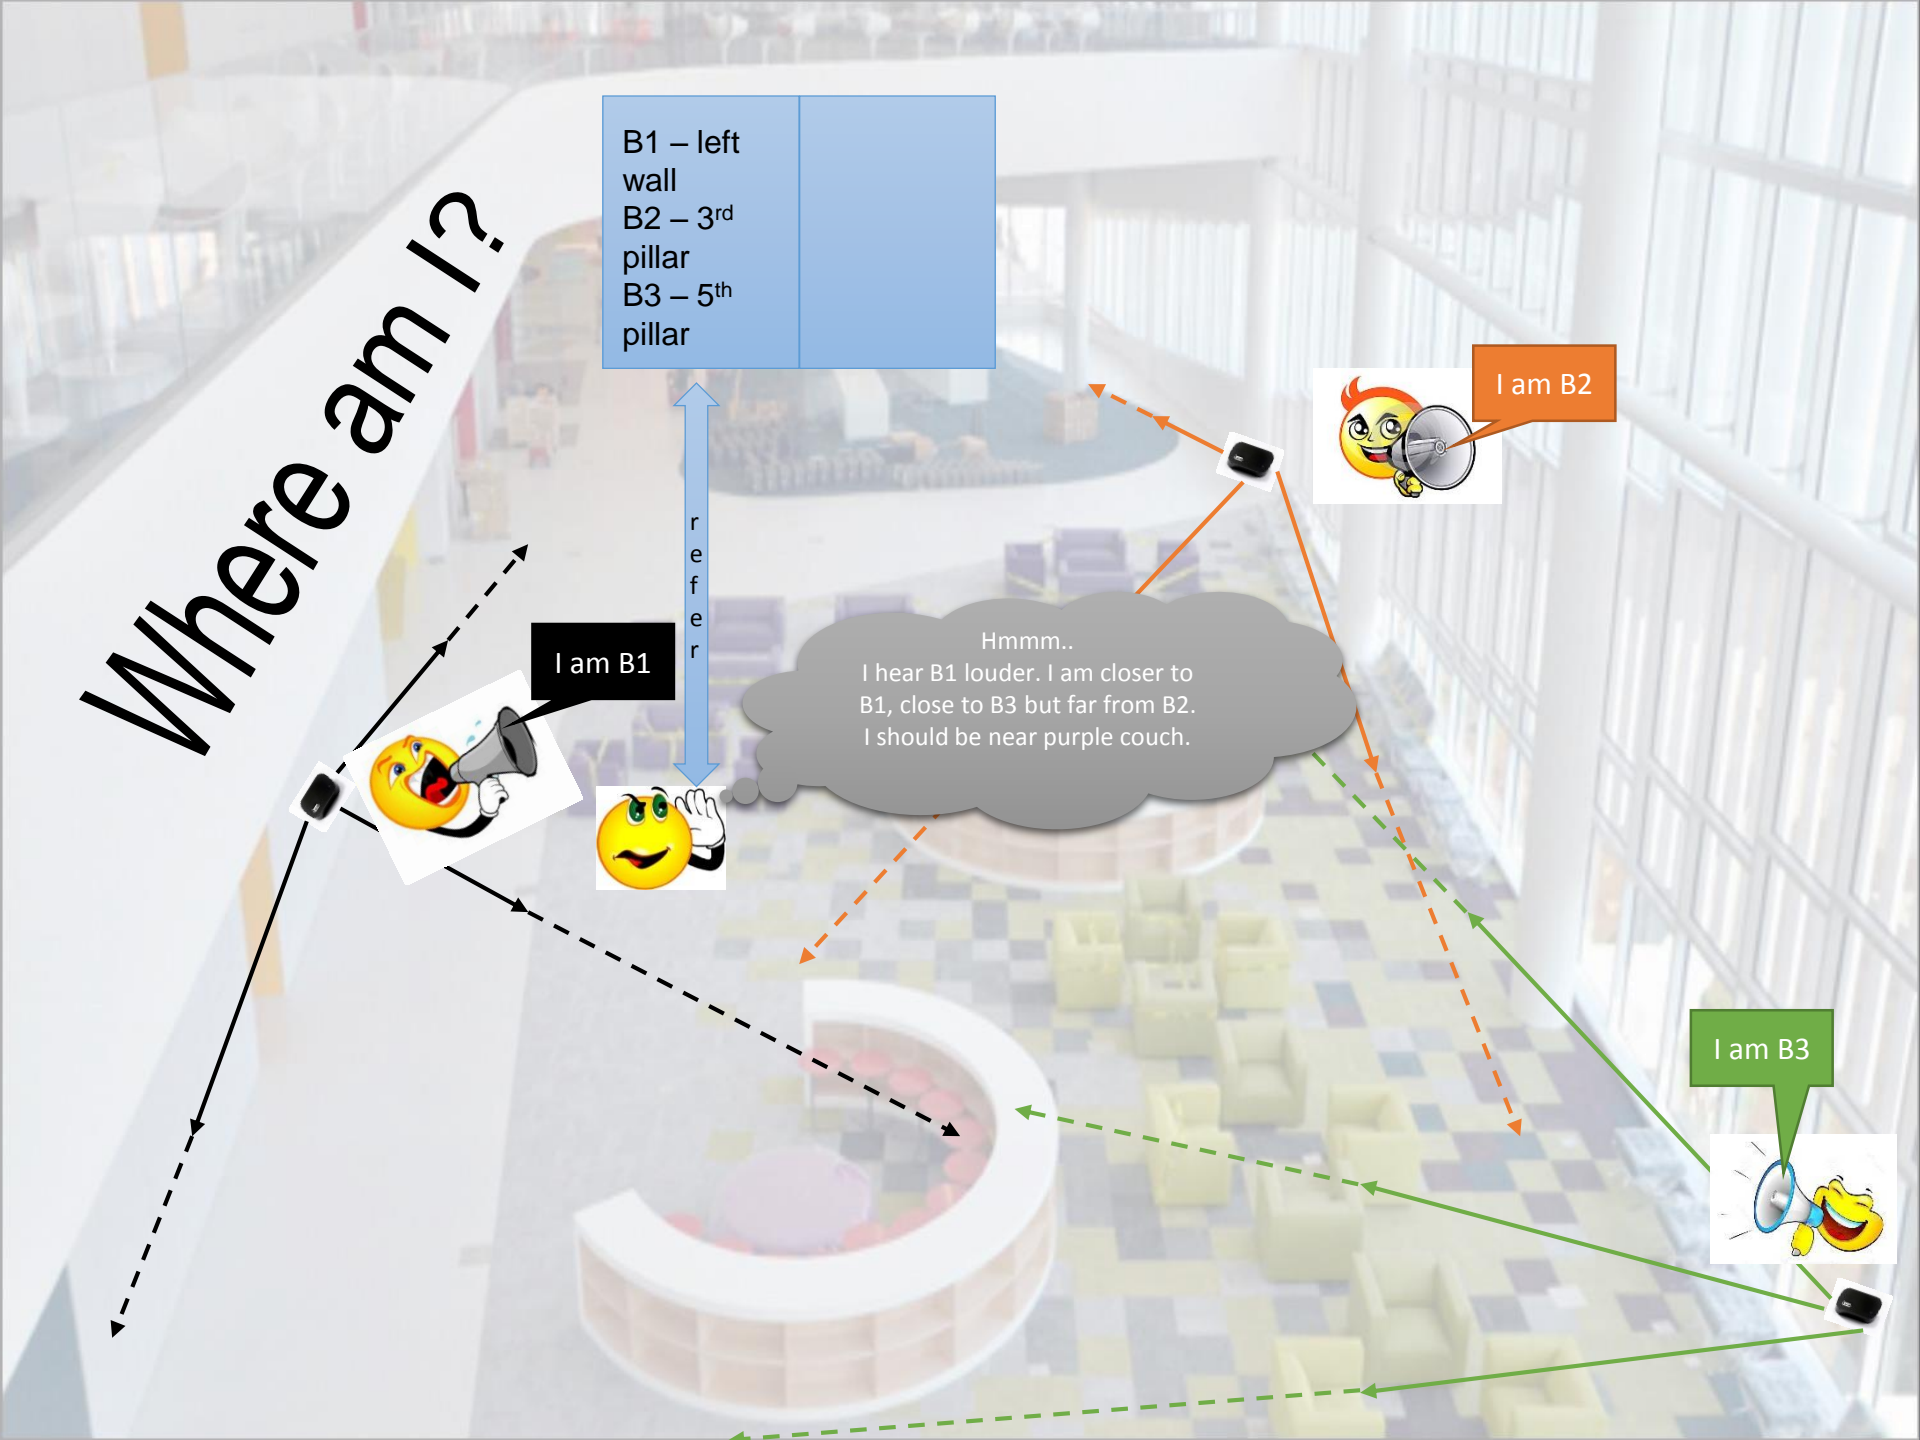 Where am I?
B1 – left
wall
B2 – 3rd
pillar
B3 – 5th
pillar
I am B2
refer
I am B1
Hmmm..
I hear B1 louder. I am closer to
B1, close to B3 but far from B2.
I should be near purple couch.
I am B3